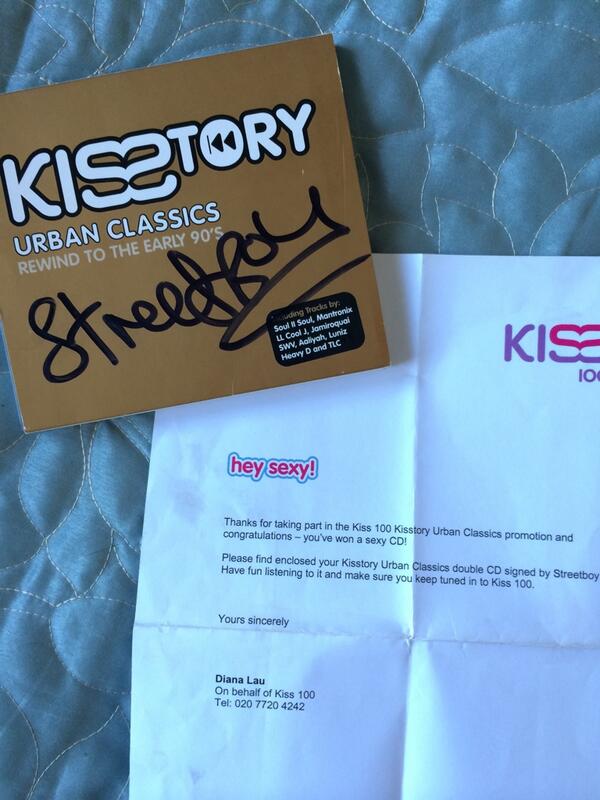 KISSTORY
URBAN CLASSICS
REWIND TO THE EARLY 90'S
Streetboy
Including Tracks by:
Soul II Soul, Mantronix
LL Cool J, Jamiroquai
SWV, Aaliyah, Luniz
Heavy D and TLC
KISS
100
hey sexy!
Thanks for taking part in the Kiss 100 Kisstory Urban Classics promotion and
congratulations – you've won a sexy CD!
Please find enclosed your Kisstory Urban Classics double CD signed by Streetboy
Have fun listening to it and make sure you keep tuned in to Kiss 100.
Yours sincerely
Diana Lau
On behalf of Kiss 100
Tel: 020 7720 4242